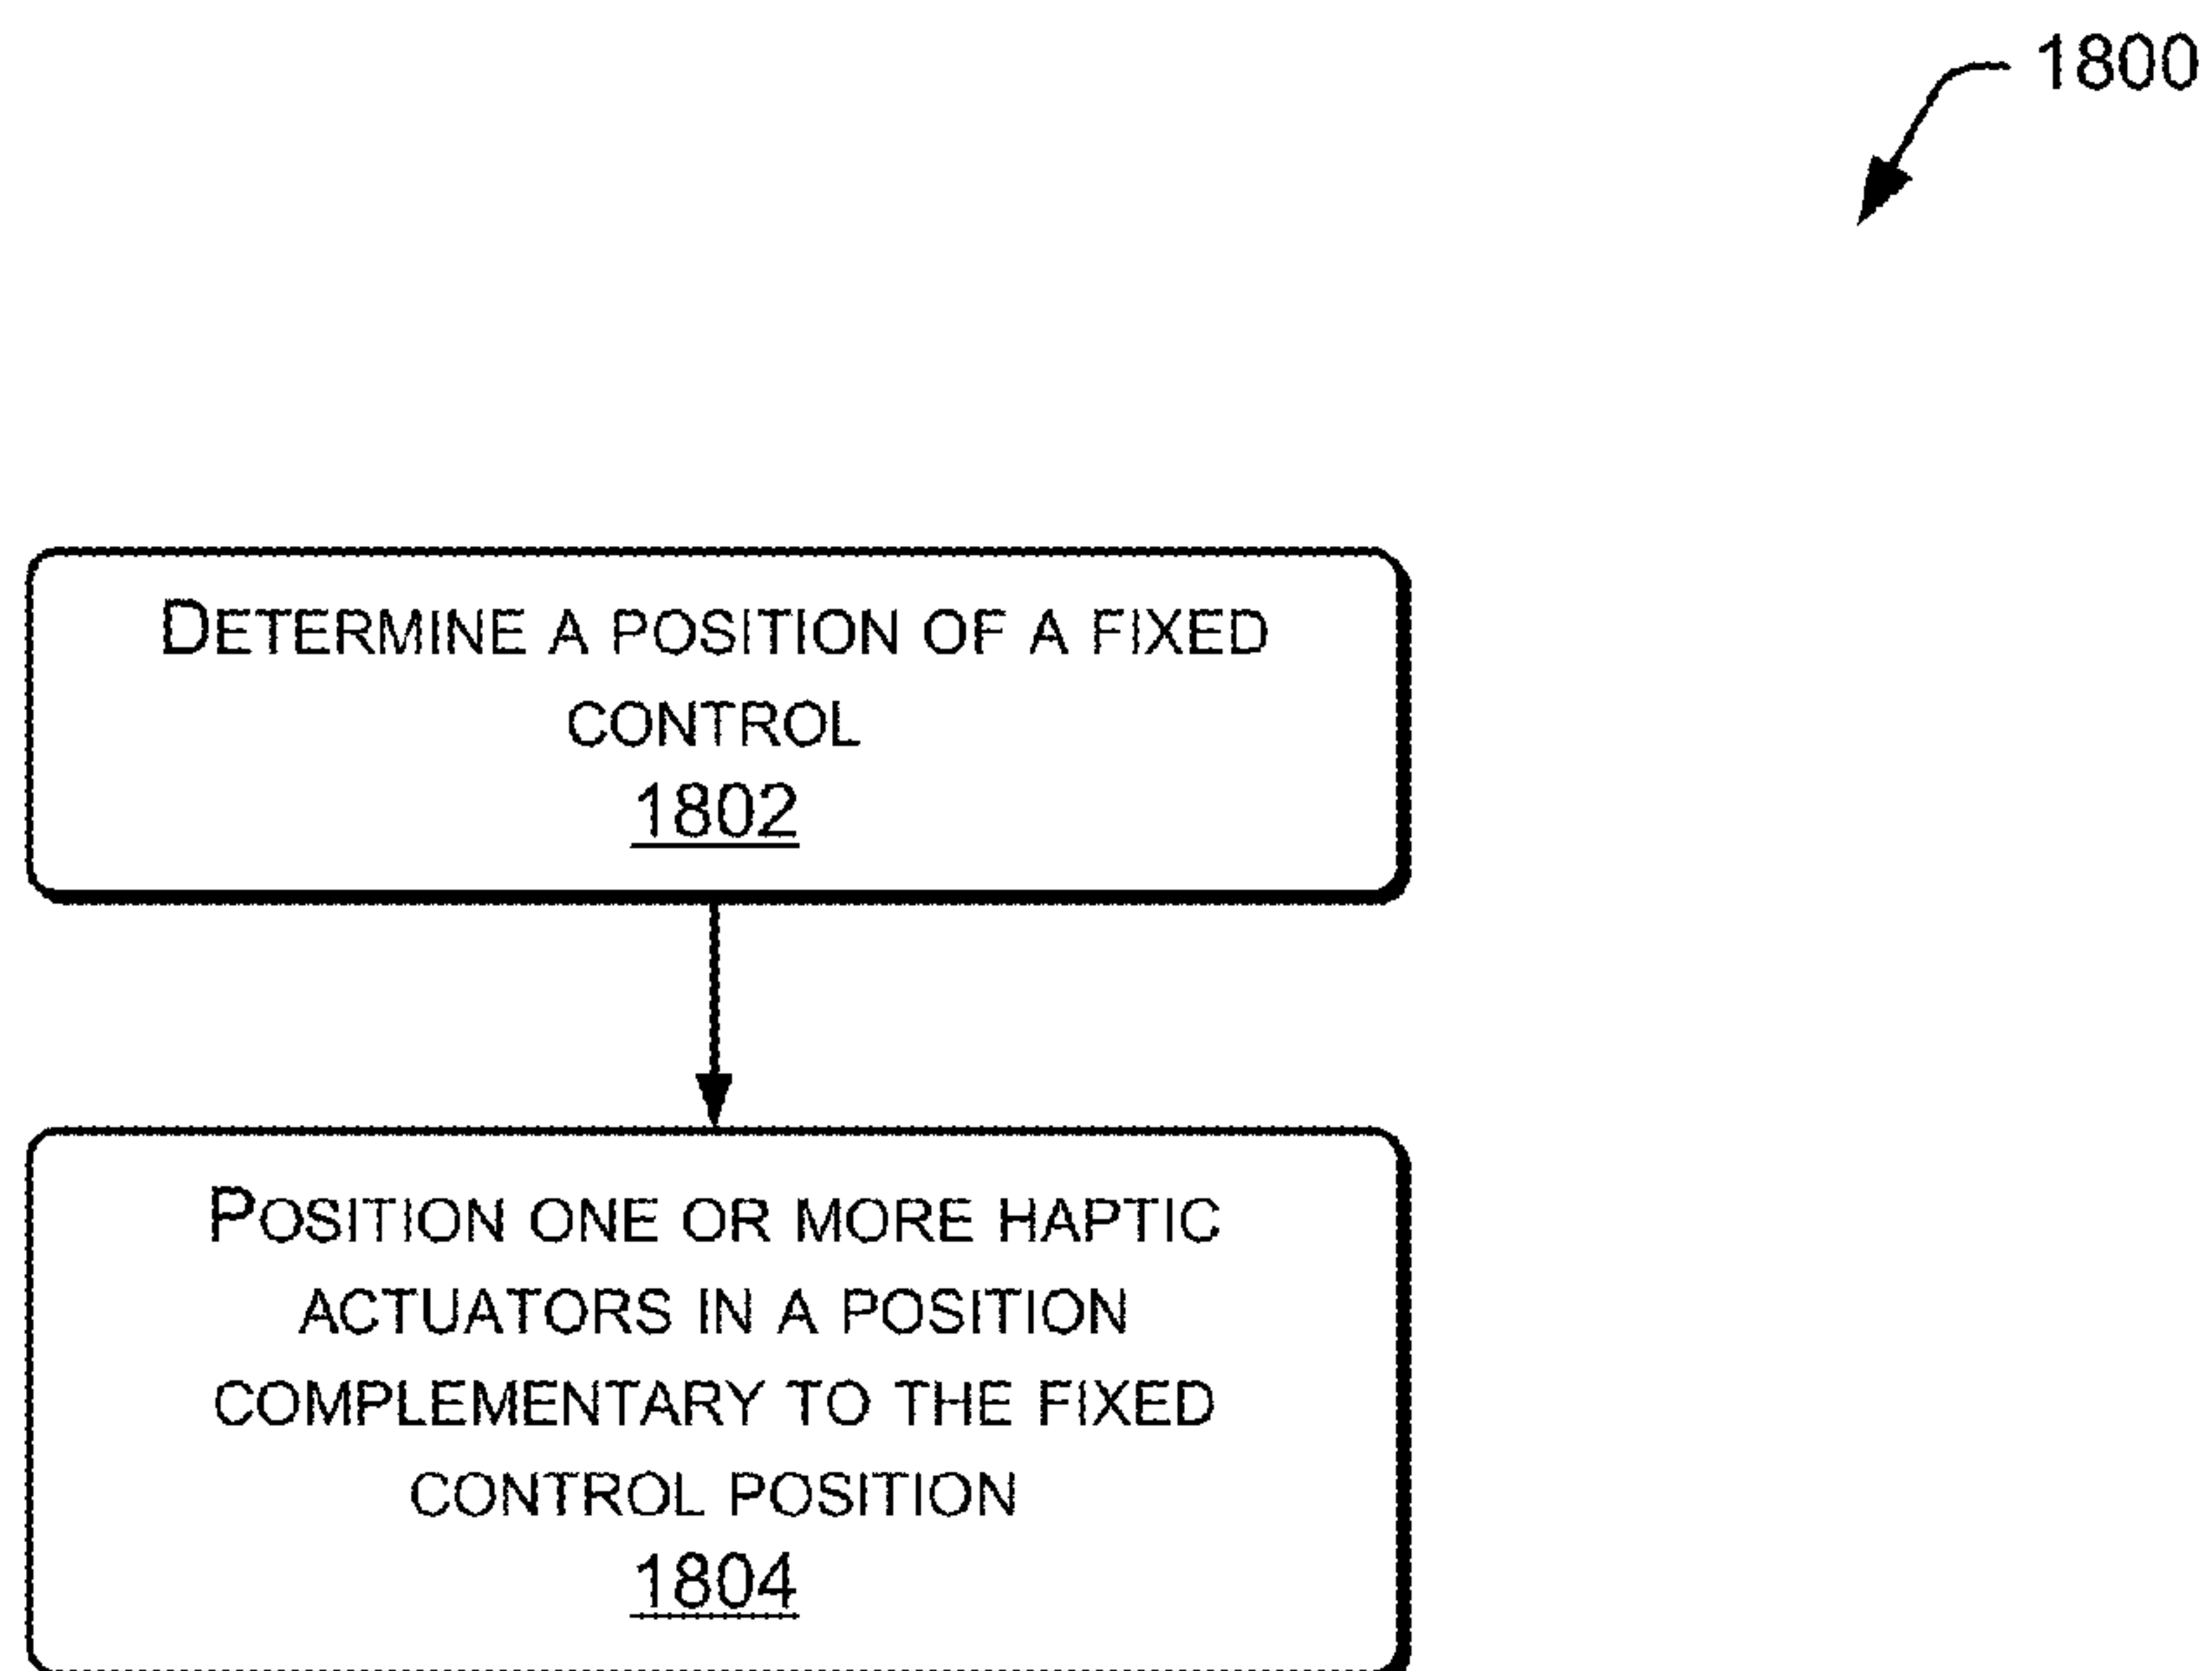 1800
DETERMINE A POSITION OF A FIXED
CONTROL
1802
POSITION ONE OR MORE HAPTIC
ACTUATORS IN A POSITION
COMPLEMENTARY TO THE FIXED
CONTROL POSITION
1804